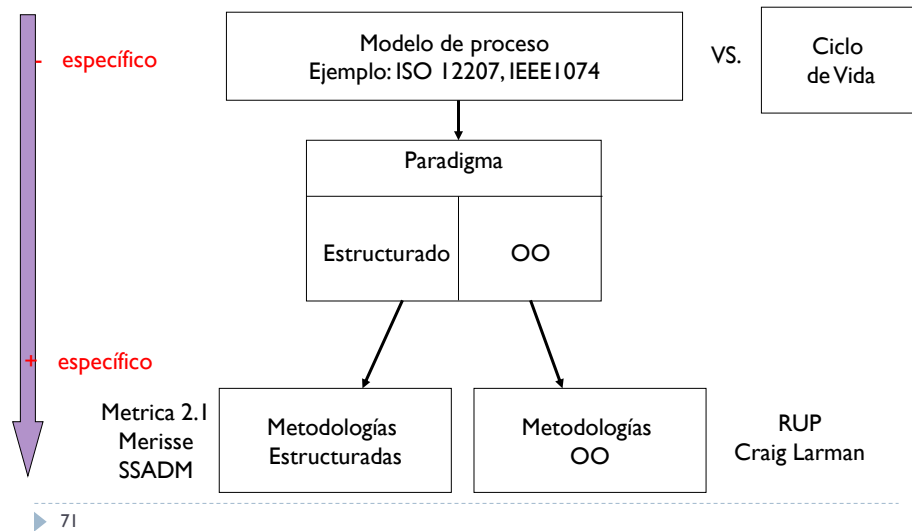 - específico
Modelo de proceso
Ejemplo: ISO 12207, IEEE1074
VS.
Ciclo
de Vida
Paradigma
Estructurado
OO
+ específico
Metrica 2.1
Merisse
SSADM
Metodologías
Estructuradas
Metodologías
OO
RUP
Craig Larman
71